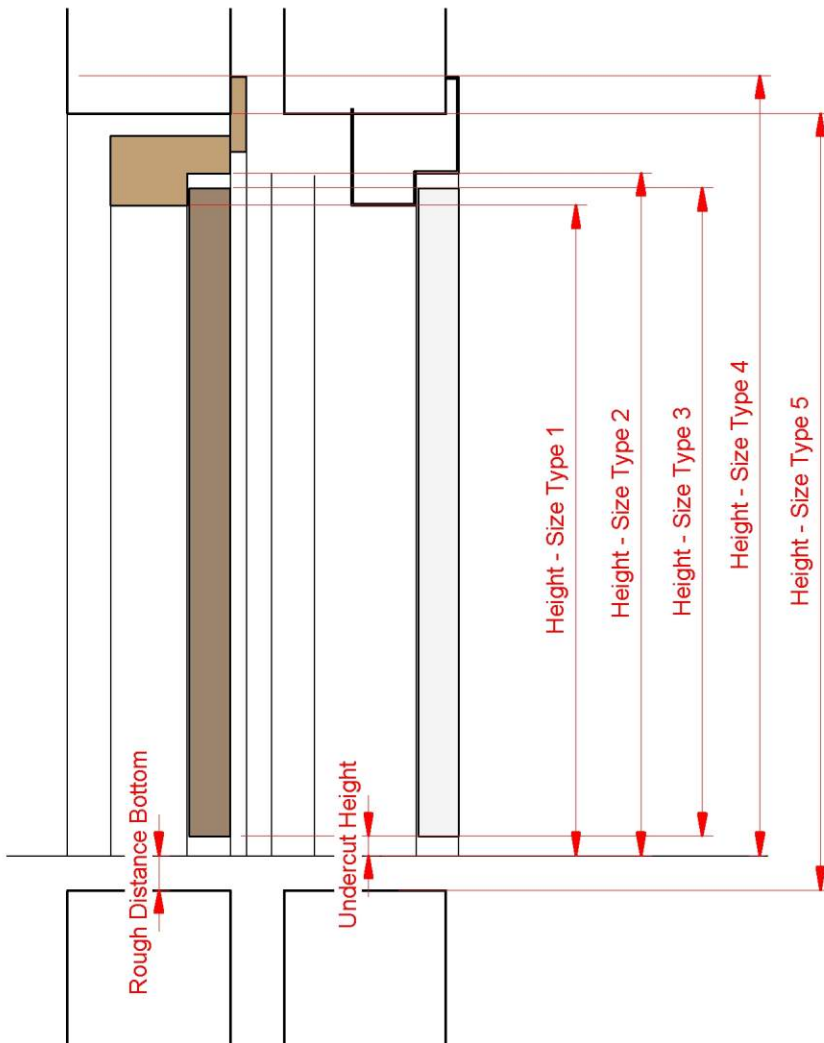 Height - Size Type 1
Height - Size Type 2
Height - Size Type 3
Height - Size Type 4
Height - Size Type 5
Rough Distance Bottom
Undercut Height